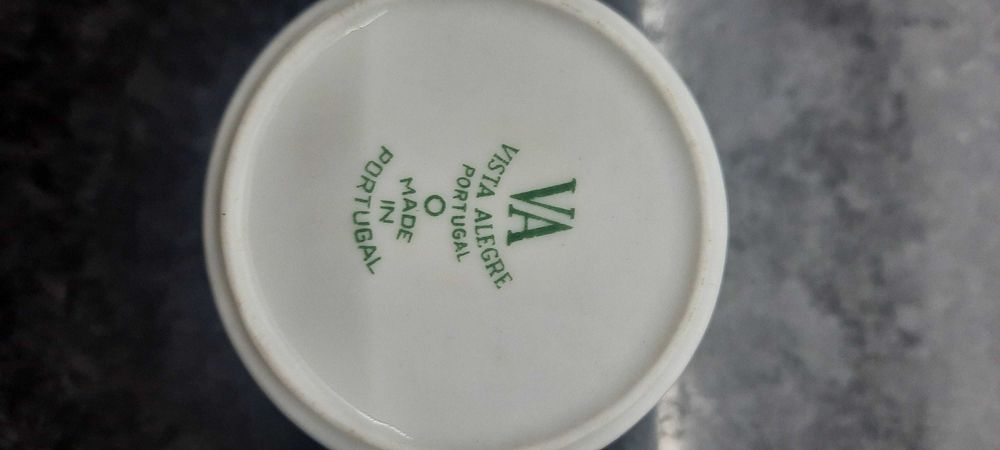 VA
VISTA ALEGRE
PORTUGAL
O
MADE
IN
PORTUGAL